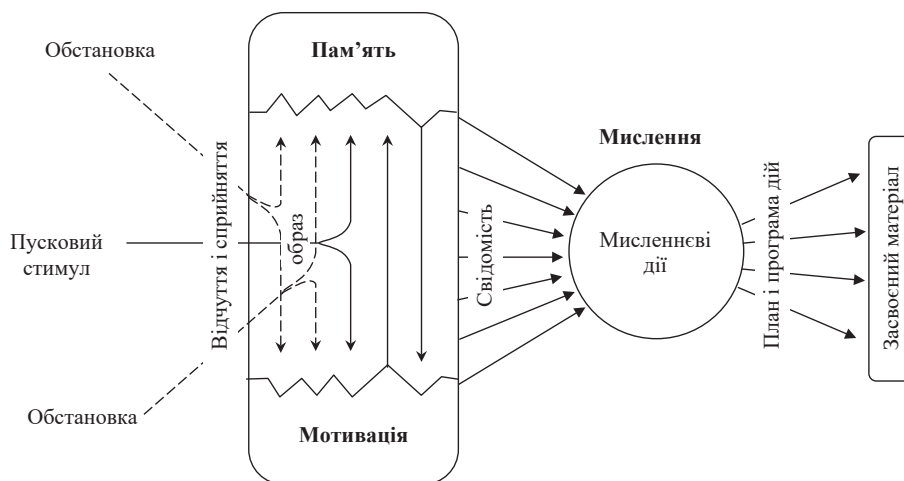 Обстановка
Пам’ять
Мислення
Пусковий
стимул
Відчуття і сприйняття
образ
Свідомість
Мисленнєві
дії
План і програма дій
Засвоєний матеріал
Обстановка
Мотивація